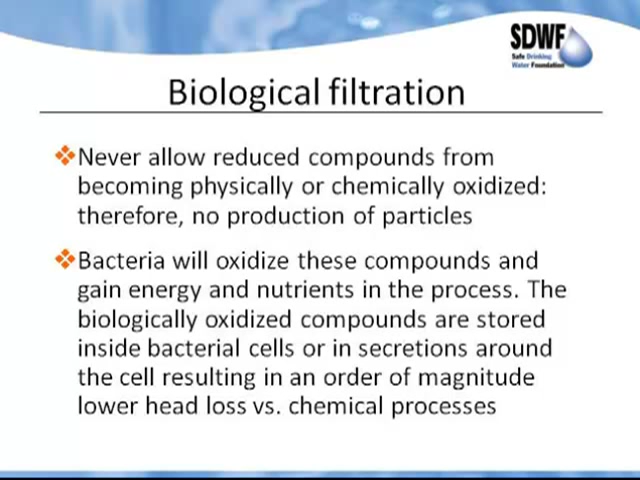 SDWF
Safe Drinking
Water Foundation
Biological filtration
Never allow reduced compounds from
becoming physically or chemically oxidized:
therefore, no production of particles
Bacteria will oxidize these compounds and
gain energy and nutrients in the process. The
biologically oxidized compounds are stored
inside bacterial cells or in secretions around
the cell resulting in an order of magnitude
lower head loss vs. chemical processes